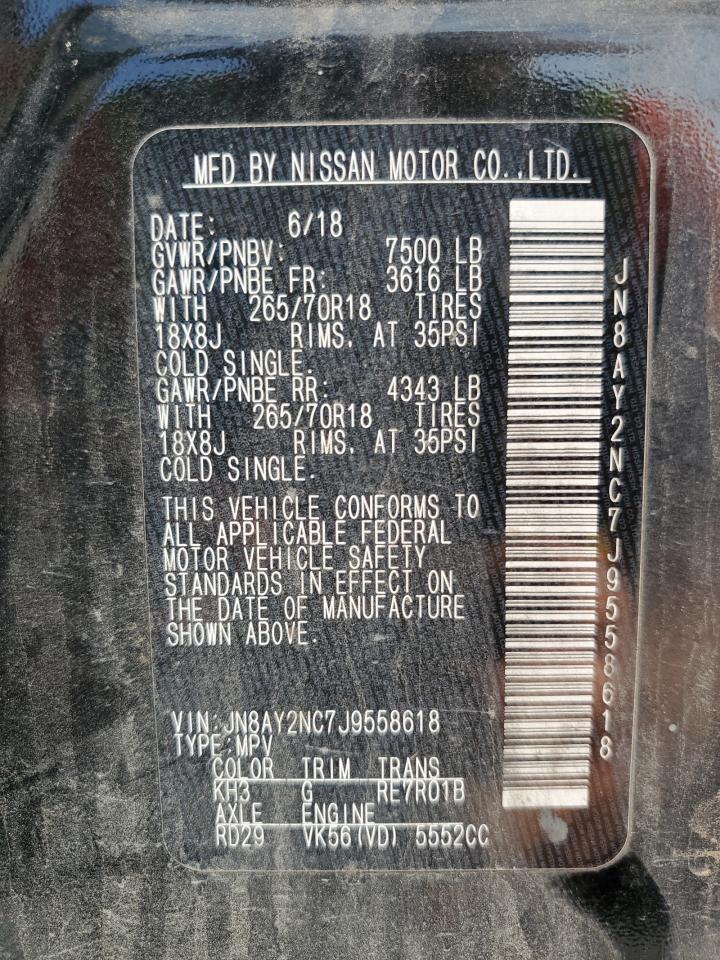 MFD BY NISSAN MOTOR CO.,LTD.
DATE: 6/18
GVWR/PNBV: 7500 LB
GAWR/PNBE FR: 3616 LB
WITH 265/70R18 TIRES
18X8J RIMS. AT 35PSI
COLD SINGLE.
GAWR/PNBE RR: 4343 LB
WITH 265/70R18 TIRES
18X8J RIMS. AT 35PSI
COLD SINGLE.
THIS VEHICLE CONFORMS TO
ALL APPLICABLE FEDERAL
MOTOR VEHICLE SAFETY
STANDARDS IN EFFECT ON
THE DATE OF MANUFACTURE
SHOWN ABOVE.
VIN:JN8AY2NC7J9558618
TYPE:MPV
COLOR TRIM TRANS
KH3 G RE7R01B
AXLE ENGINE
RD29 VK56(VD) 5552CC
JN8AY2NC7J9558618